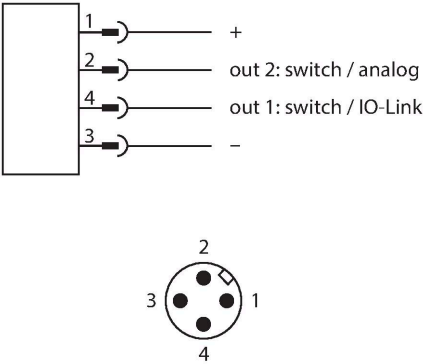 1 +
2 out 2: switch / analog
4 out 1: switch / IO-Link
3 –
2
3 1
4